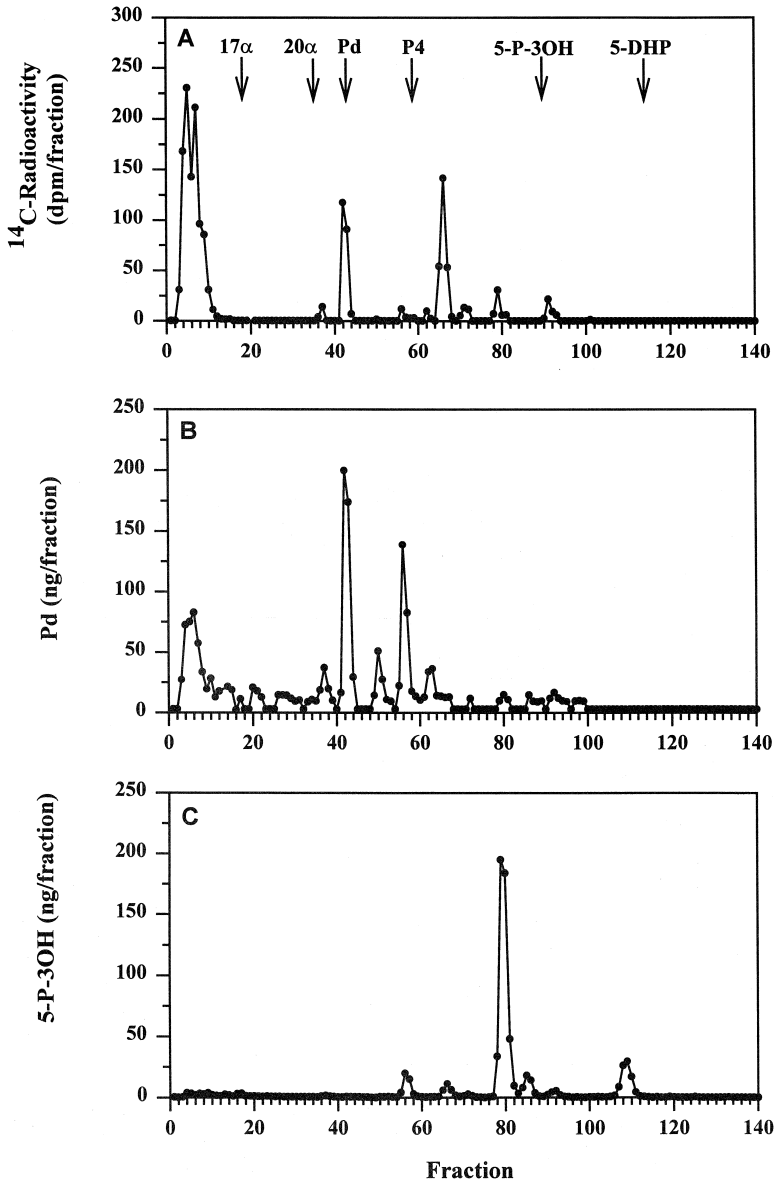 A
17α 20α Pd P4 5-P-3OH 5-DHP
300
250
200
150
100
50
0
0 20 40 60 80 100 120 140
14C-Radioactivity
(dpm/fraction)
B
250
200
150
100
50
0
0 20 40 60 80 100 120 140
Pd (ng/fraction)
C
250
200
150
100
50
0
0 20 40 60 80 100 120 140
5-P-3OH (ng/fraction)
Fraction